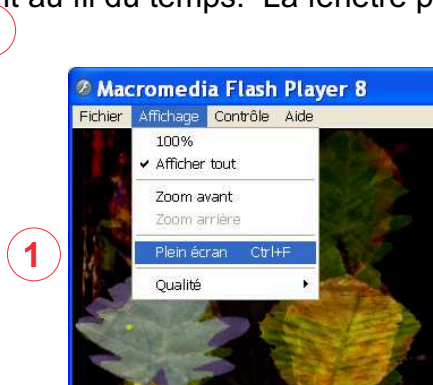 t au fil du temps. La fenêtre p
Macromedia Flash Player 8
Fichier Affichage Contrôle Aide
100%
✔ Afficher tout
Zoom avant
Zoom arrière
1
Plein écran Ctrl+F
Qualité